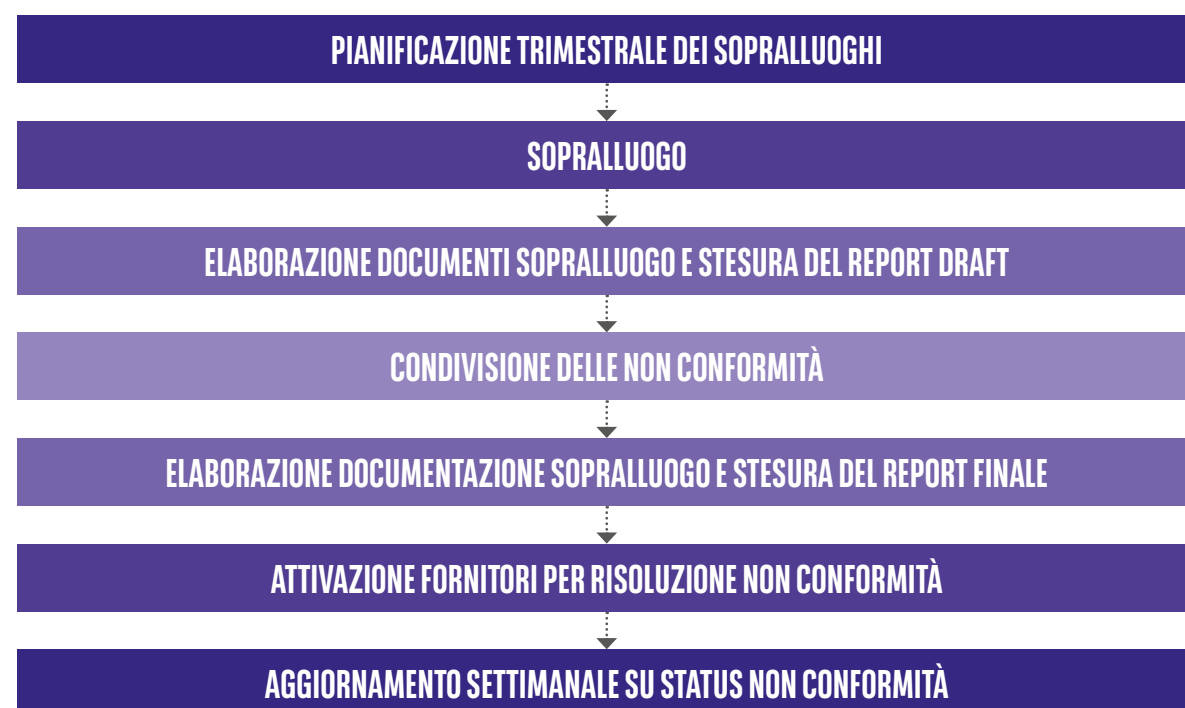 PIANIFICAZIONE TRIMESTRALE DEI SOPRALLUOGHI
SOPRALLUOGO
ELABORAZIONE DOCUMENTI SOPRALLUOGO E STESURA DEL REPORT DRAFT
CONDIVISIONE DELLE NON CONFORMITÀ
ELABORAZIONE DOCUMENTAZIONE SOPRALLUOGO E STESURA DEL REPORT FINALE
ATTIVAZIONE FORNITORI PER RISOLUZIONE NON CONFORMITÀ
AGGIORNAMENTO SETTIMANALE SU STATUS NON CONFORMITÀ